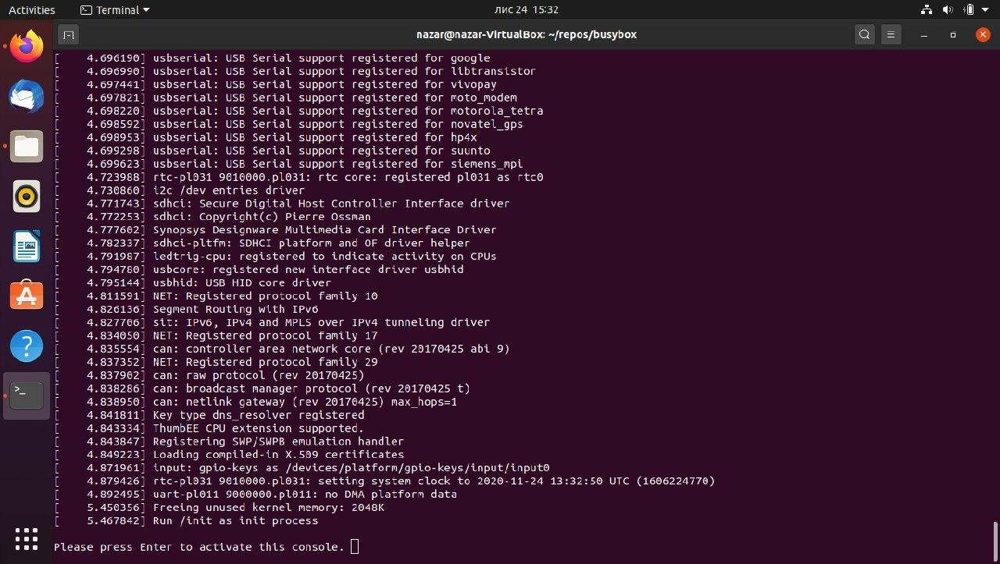 Activities
Terminal
лис 24 15:32
nazar@nazar-VirtualBox: ~/repos/busybox
[    4.696190] usbserial: USB Serial support registered for google
[    4.696990] usbserial: USB Serial support registered for libtransistor
[    4.697441] usbserial: USB Serial support registered for vivopay
[    4.697821] usbserial: USB Serial support registered for moto_modem
[    4.698220] usbserial: USB Serial support registered for motorola_tetra
[    4.698592] usbserial: USB Serial support registered for novatel_gps
[    4.698953] usbserial: USB Serial support registered for hp4x
[    4.699298] usbserial: USB Serial support registered for suunto
[    4.699623] usbserial: USB Serial support registered for siemens_mpi
[    4.723988] rtc-pl031 9010000.pl031: rtc core: registered pl031 as rtc0
[    4.730860] i2c /dev entries driver
[    4.771743] sdhci: Secure Digital Host Controller Interface driver
[    4.772253] sdhci: Copyright(c) Pierre Ossman
[    4.777602] Synopsys Designware Multimedia Card Interface Driver
[    4.782337] sdhci-pltfm: SDHCI platform and OF driver helper
[    4.791987] ledtrig-cpu: registered to indicate activity on CPUs
[    4.794780] usbcore: registered new interface driver usbhid
[    4.795144] usbhid: USB HID core driver
[    4.811591] NET: Registered protocol family 10
[    4.826136] Segment Routing with IPv6
[    4.827706] sit: IPv6, IPv4 and MPLS over IPv4 tunneling driver
[    4.834050] NET: Registered protocol family 17
[    4.835554] can: controller area network core (rev 20170425 abi 9)
[    4.837352] NET: Registered protocol family 29
[    4.837902] can: raw protocol (rev 20170425)
[    4.838286] can: broadcast manager protocol (rev 20170425 t)
[    4.838950] can: netlink gateway (rev 20170425) max_hops=1
[    4.841811] Key type dns_resolver registered
[    4.843334] ThumbEE CPU extension supported.
[    4.843847] Registering SWP/SWPB emulation handler
[    4.849223] Loading compiled-in X.509 certificates
[    4.871961] input: gpio-keys as /devices/platform/gpio-keys/input/input0
[    4.879426] rtc-pl031 9010000.pl031: setting system clock to 2020-11-24 13:32:50 UTC (1606224770)
[    4.892495] uart-pl011 9000000.pl011: no DMA platform data
[    5.450356] Freeing unused kernel memory: 2048K
[    5.467842] Run /init as init process
Please press Enter to activate this console.